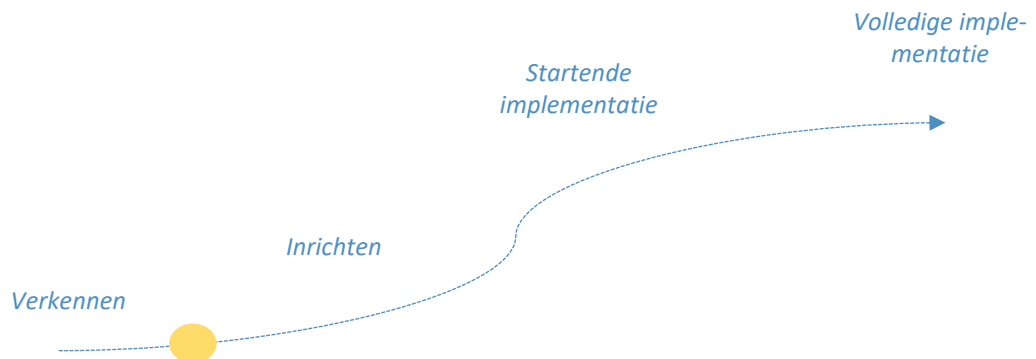 Volledige imple-
mentatie
Startende
implementatie
Inrichten
Verkennen